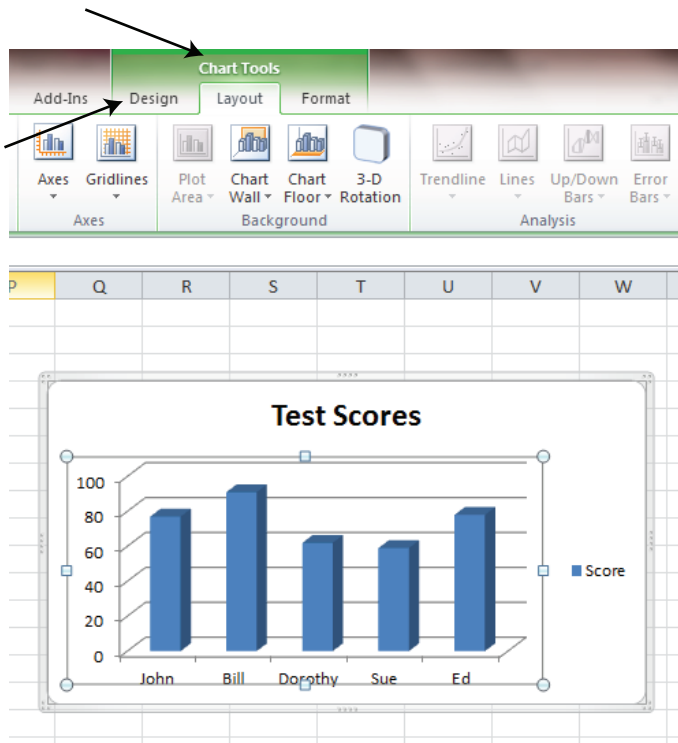 Chart Tools
Add-Ins Design Layout Format
Axes Gridlines Plot Area Chart Wall Chart Floor 3-D Rotation Trendline Lines Up/Down Bars Error Bars
Axes Background Analysis
P Q R S T U V W
Test Scores
100
80
60
40
20
0
Score
John Bill Dorothy Sue Ed